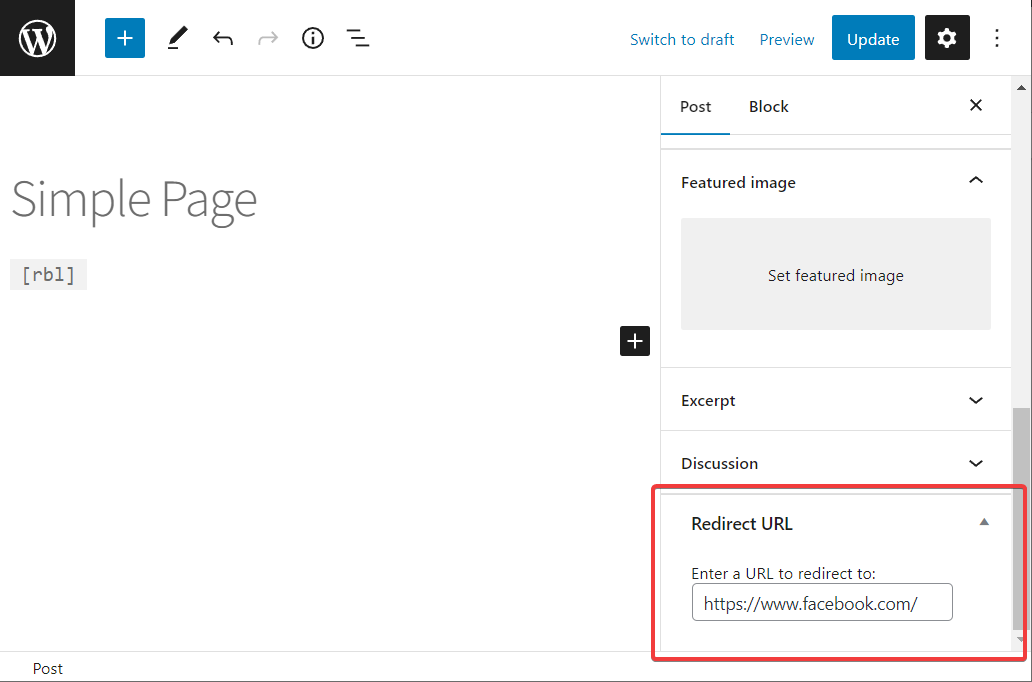 Switch to draft Preview Update
Post Block
Simple Page
[rbl]
Featured image
Set featured image
Excerpt
Discussion
Redirect URL
Enter a URL to redirect to:
https://www.facebook.com/
Post